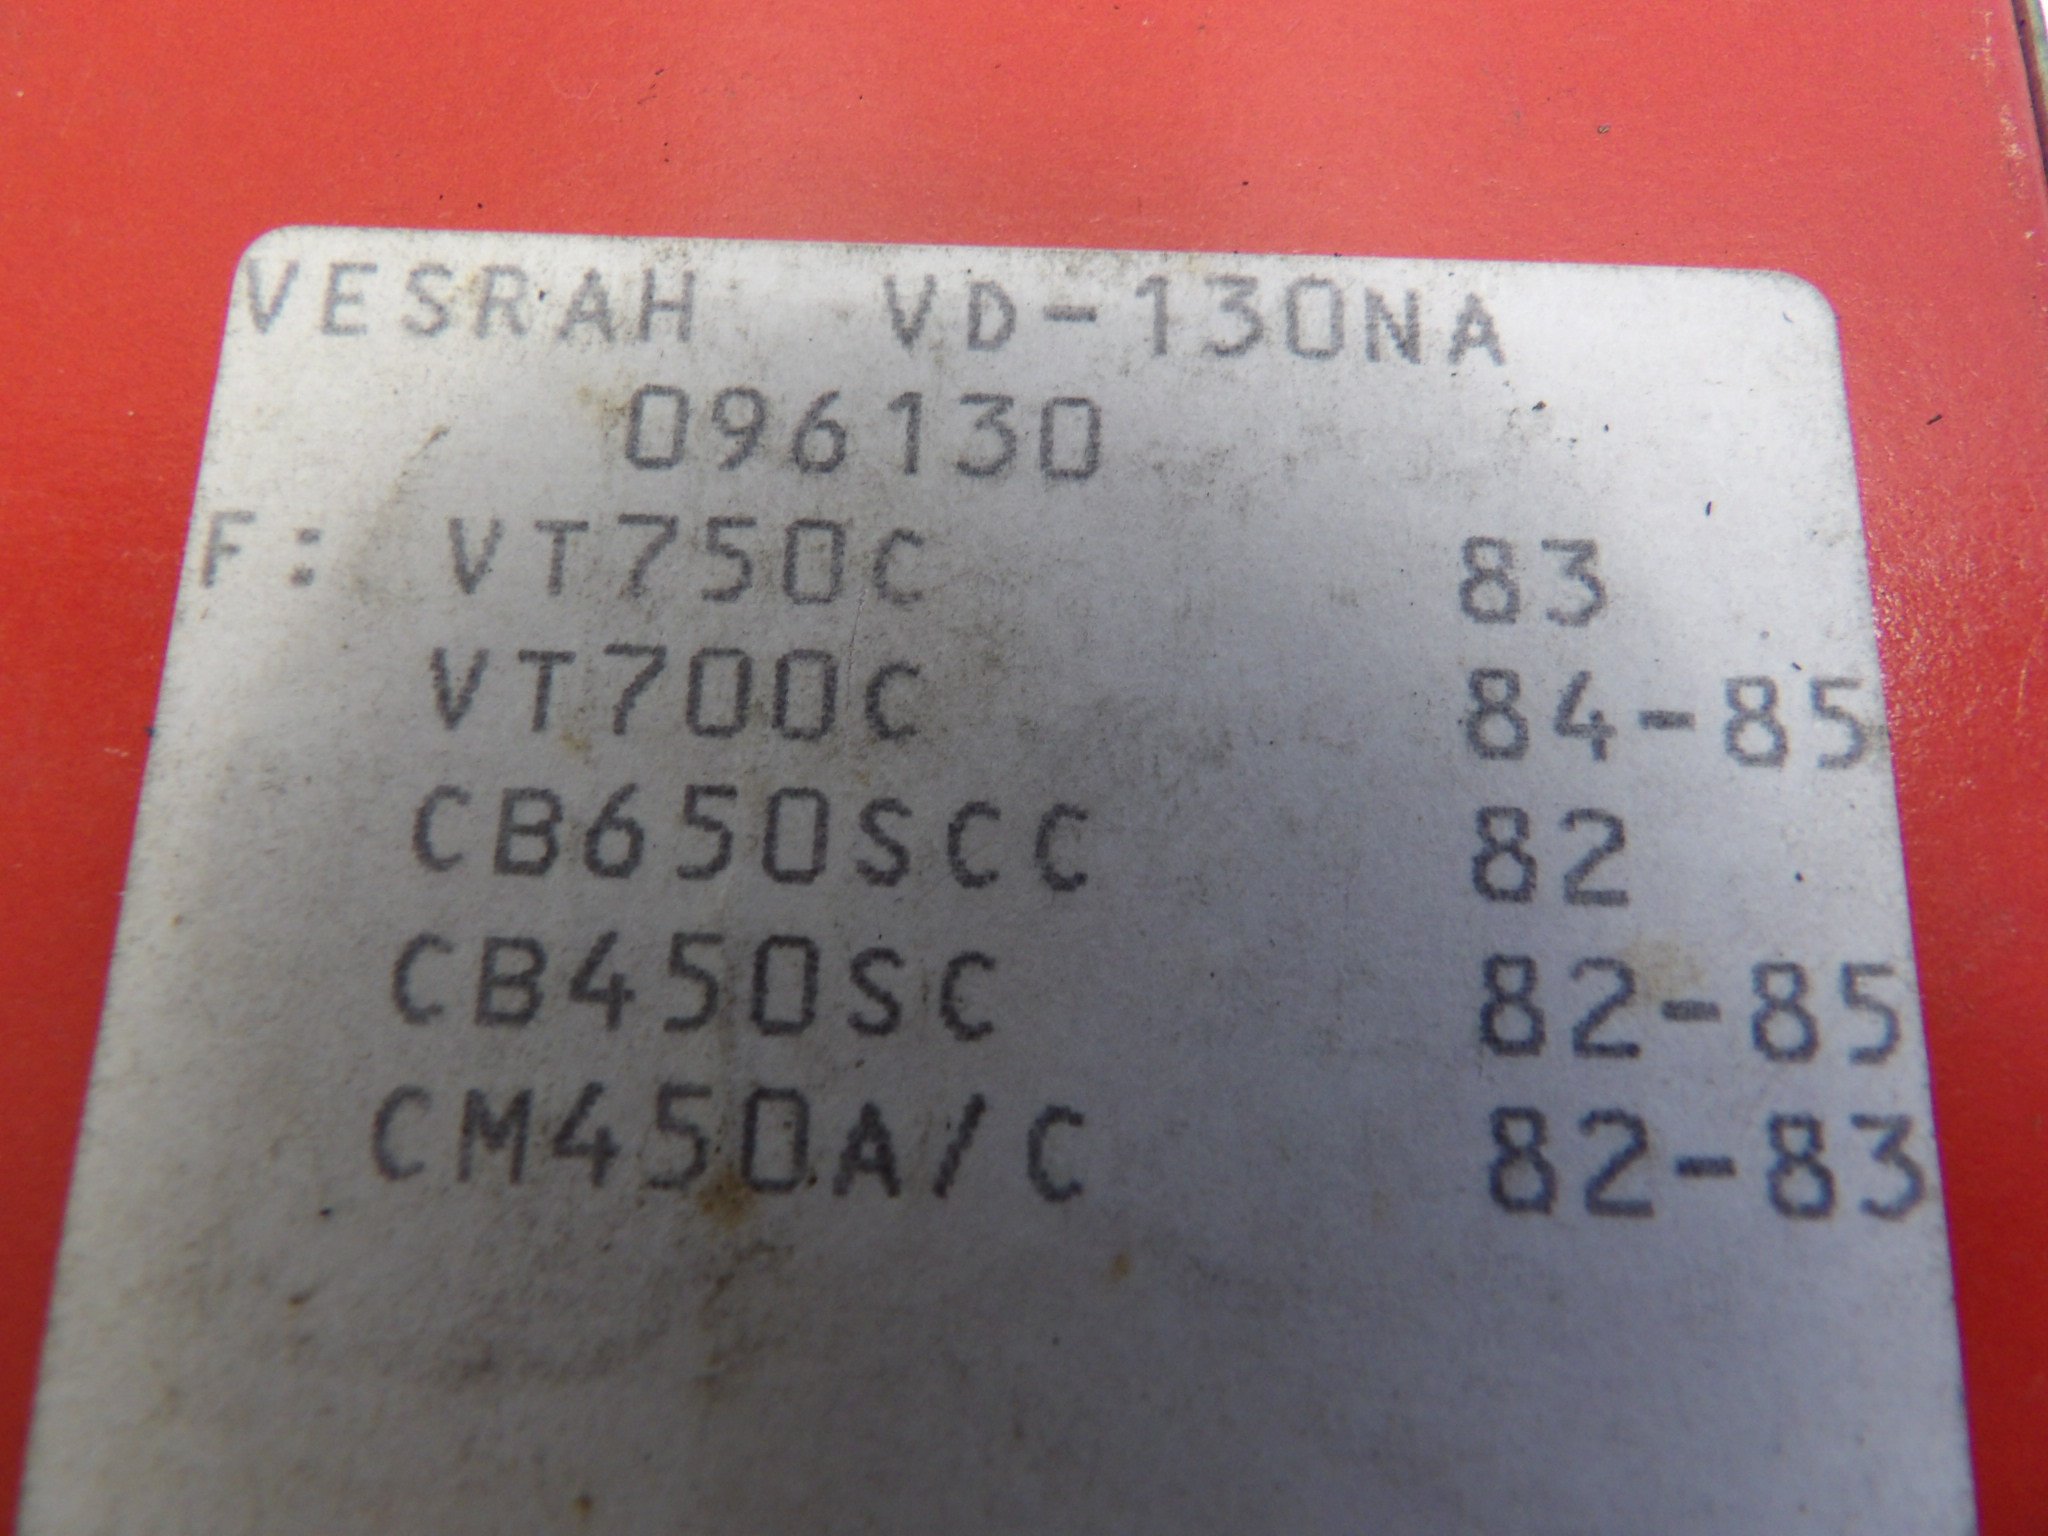 VESRAH VD-130NA
096130
F: VT750C 83
VT700C 84-85
CB650SCC 82
CB450SC 82-85
CM450A/C 82-83